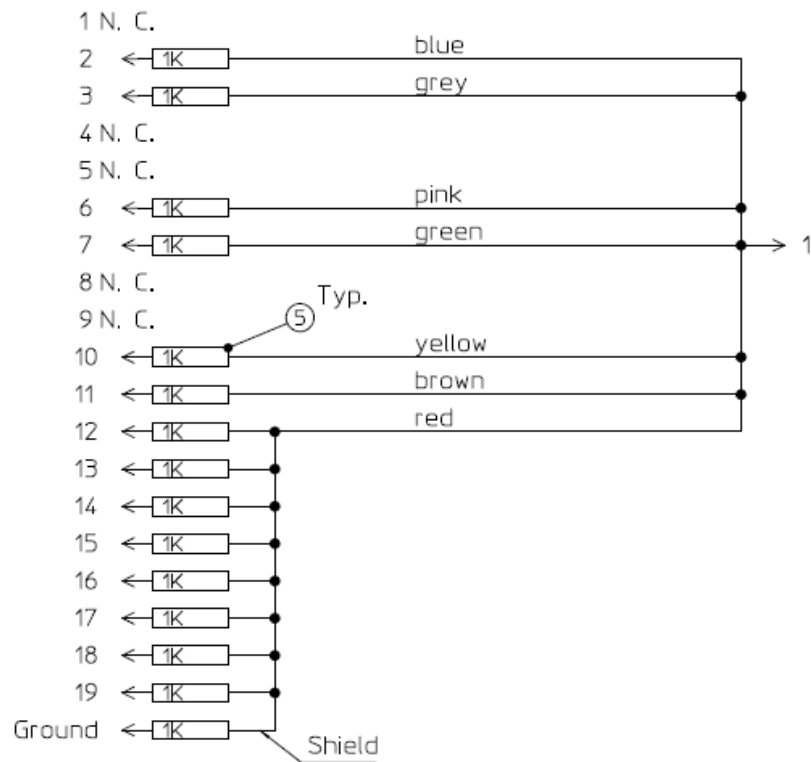 1 N. C.
2 1K blue
3 1K grey
4 N. C.
5 N. C.
6 1K pink
7 1K green 1
8 N. C.
Typ.
9 N. C. 5
10 1K yellow
11 1K brown
12 1K red
13 1K
14 1K
15 1K
16 1K
17 1K
18 1K
19 1K
Ground 1K
Shield